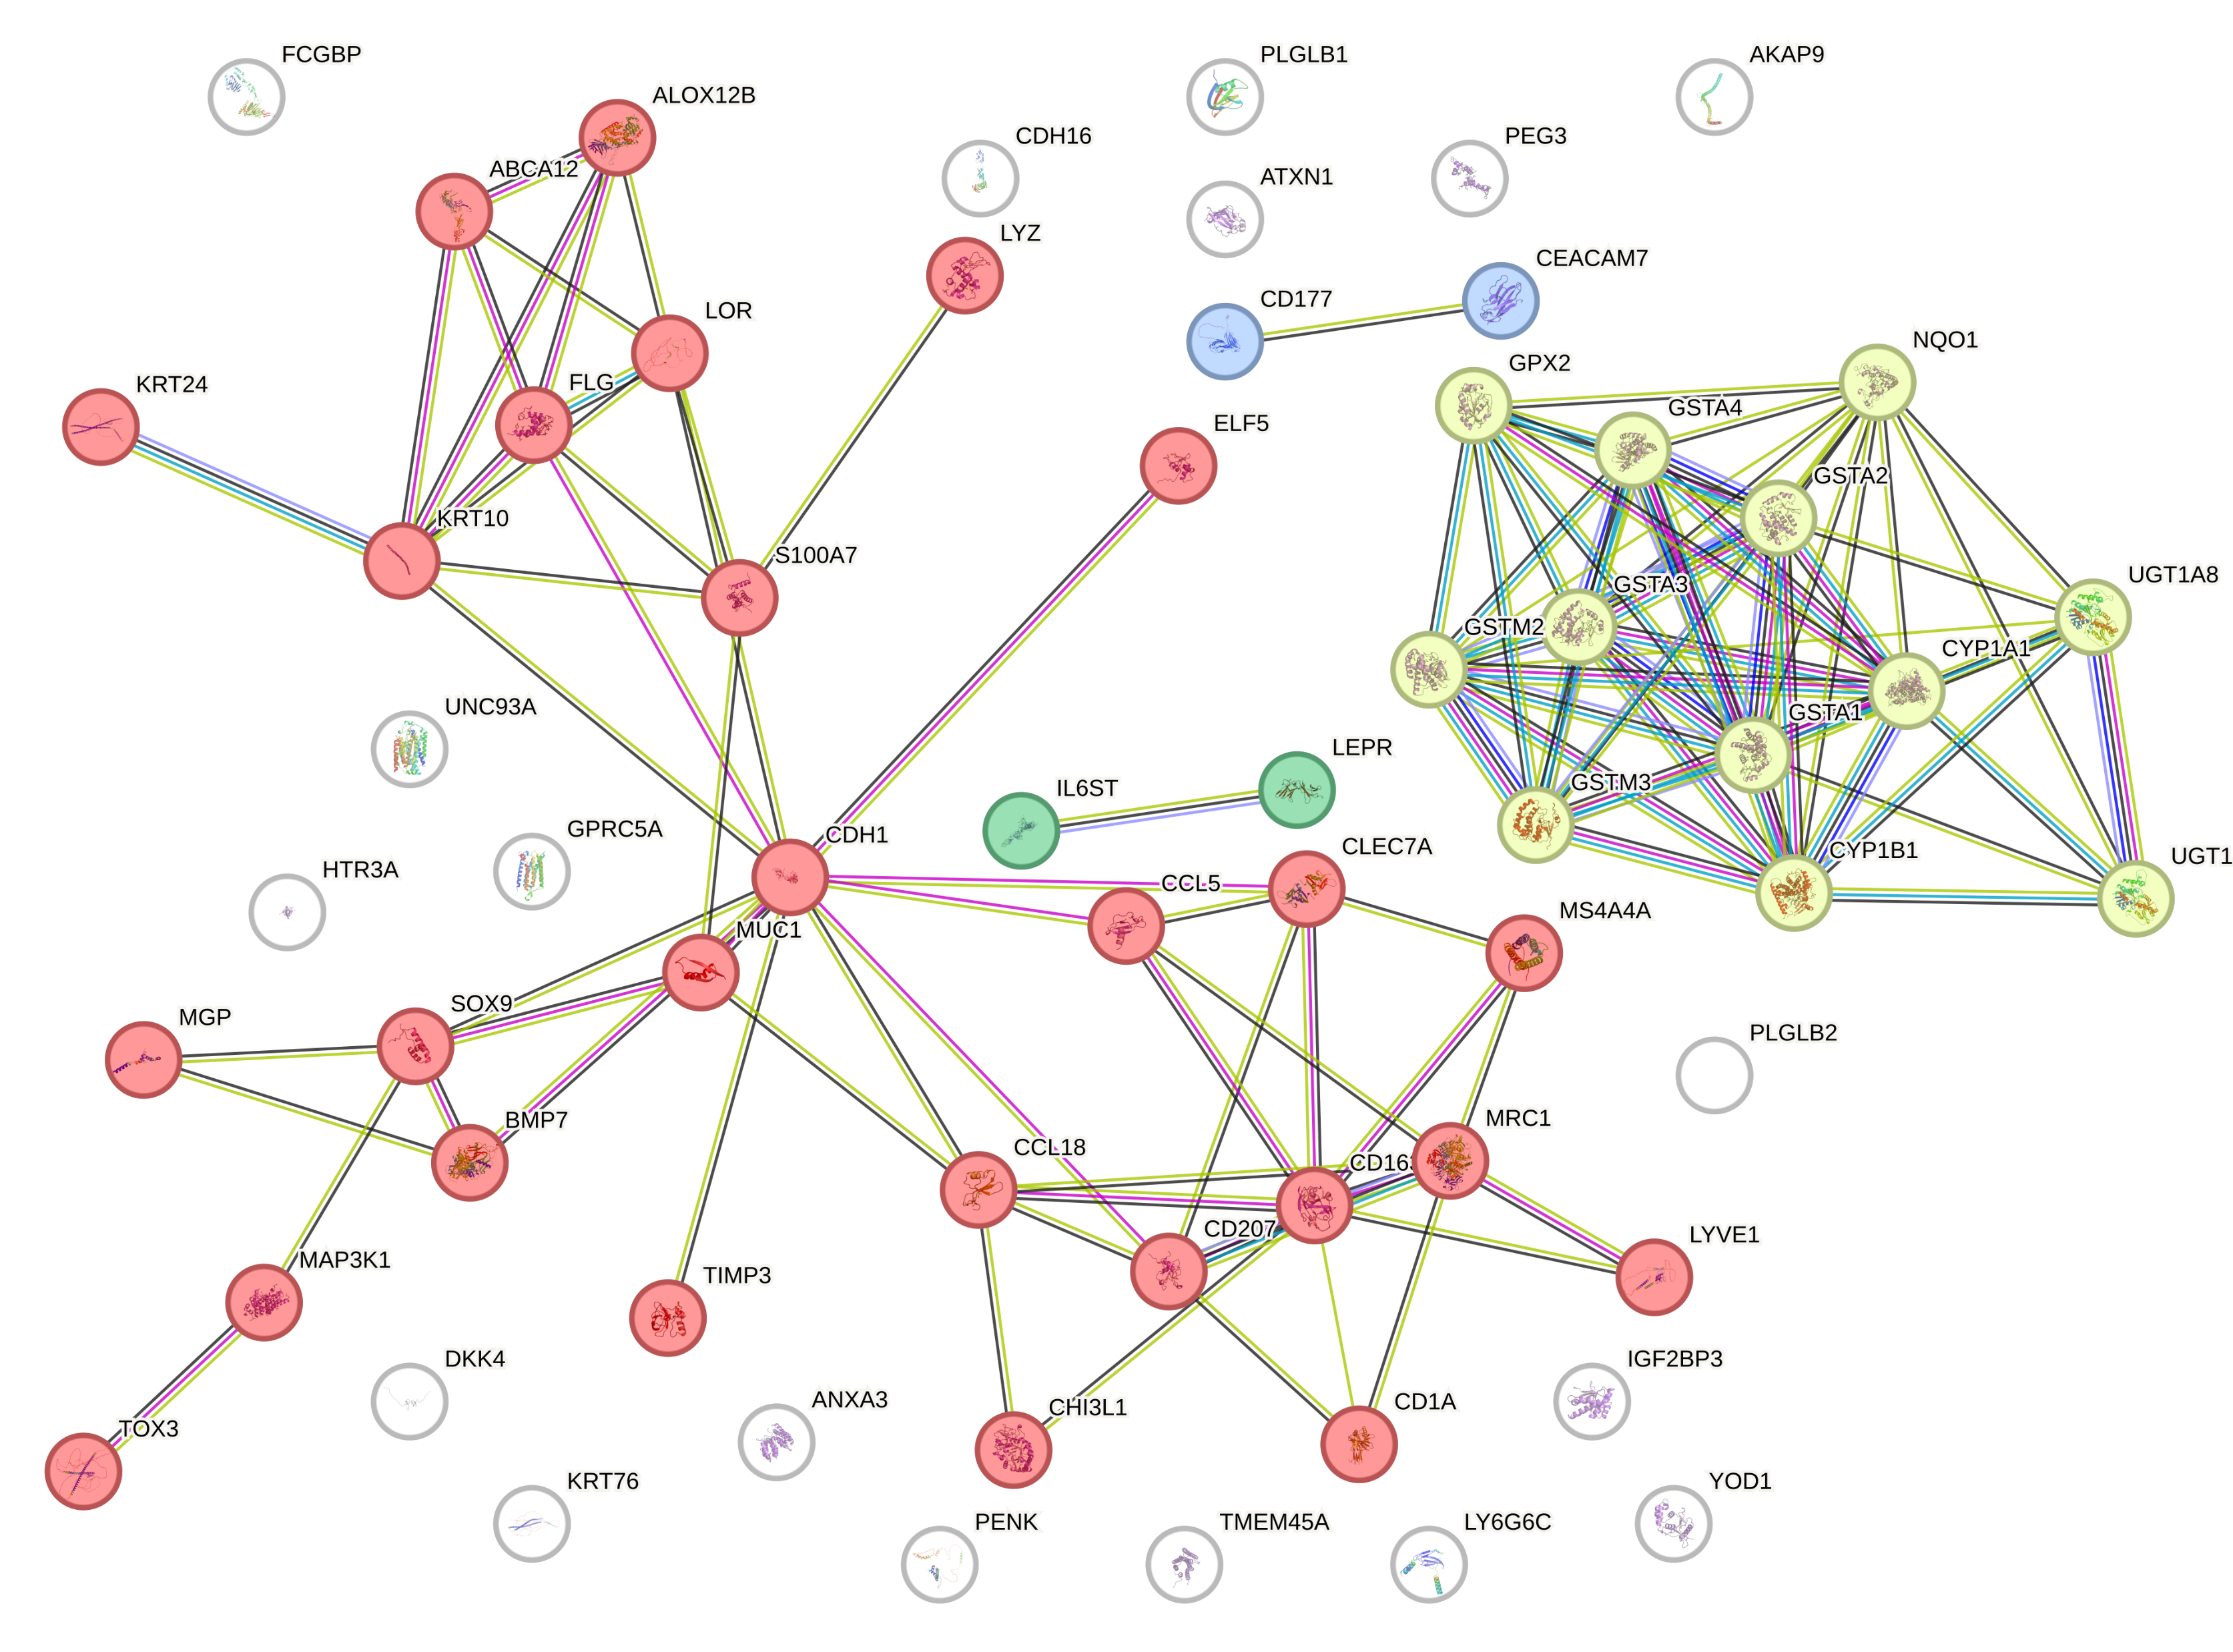 FCGBP
PLGLB1
AKAP9
ALOX12B
CDH16
PEG3
ABCA12
ATXN1
LYZ
CEACAM7
CD177
LOR
NQO1
GPX2
FLG
KRT24
GSTA4
ELF5
GSTA2
KRT10
S100A7
UGT1A8
GSTA3
GSTM2
CYP1A1
UNC93A
GSTA1
LEPR
IL6ST
GSTM3
GPRC5A
CDH1
CLEC7A
CYP1B1
UGT1
HTR3A
CCL5
MS4A4A
MUC1
SOX9
MGP
PLGLB2
BMP7
MRC1
CCL18
CD163
CD207
LYVE1
MAP3K1
TIMP3
DKK4
IGF2BP3
ANXA3
CHI3L1
CD1A
TOX3
KRT76
YOD1
PENK
TMEM45A
LY6G6C